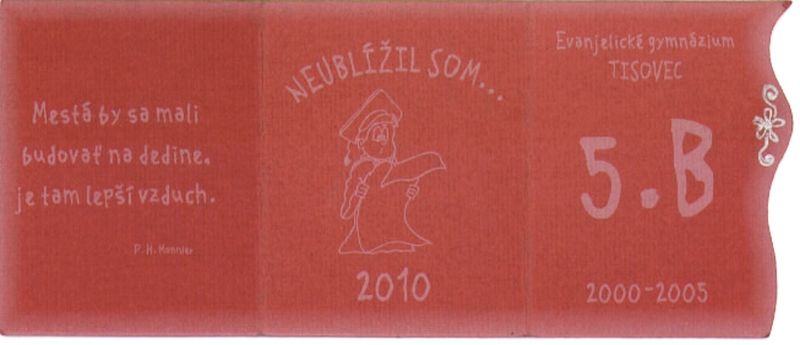 Mestá by sa mali
budovať na dedine.
je tam lepší vzduch.
P. H. Monnier
NEUBLÍŽIL SOM...
2010
Evanjelické gymnázium
TISOVEC
5.B
2000-2005